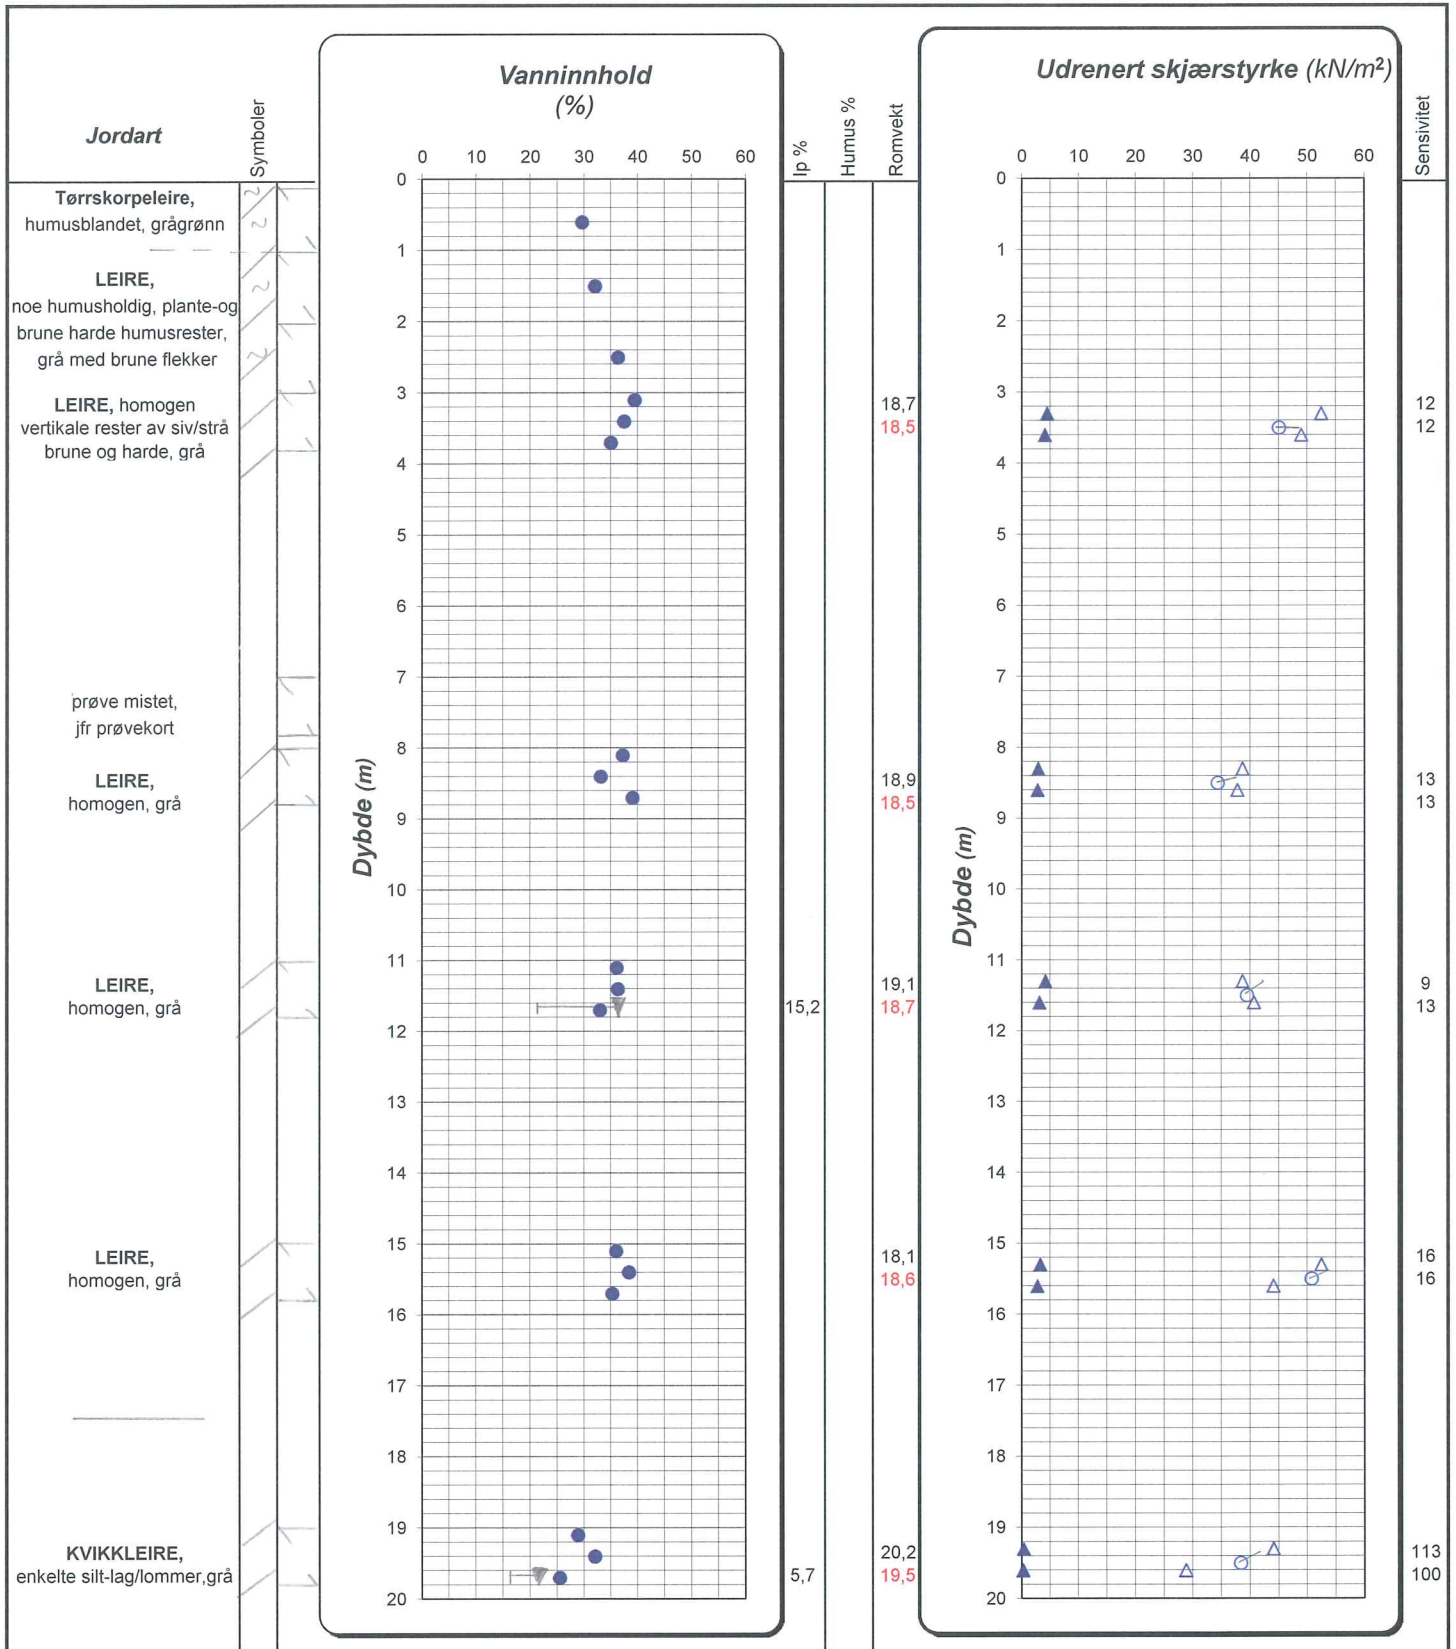 Jordart
Symboler
Vanninnhold
(%)
Ip %
Humus %
Romvekt
Udrenert skjærstyrke (kN/m²)
Sensivitet
0 10 20 30 40 50 60
0 10 20 30 40 50 60
Tørrskorpeleire,
humusblandet, grågrønn
LEIRE,
noe humusholdig, plante-og
brune harde humusrester,
grå med brune flekker
LEIRE, homogen
vertikale rester av siv/strå
brune og harde, grå
prøve mistet,
jfr prøvekort
LEIRE,
homogen, grå
LEIRE,
homogen, grå
LEIRE,
homogen, grå
KVIKKLEIRE,
enkelte silt-lag/lommer,grå
Dybde (m)
0
1
2
3
4
5
6
7
8
9
10
11
12
13
14
15
16
17
18
19
20
15,2
5,7
18,7
18,5
18,9
18,5
19,1
18,7
18,1
18,6
20,2
19,5
Dybde (m)
0
1
2
3
4
5
6
7
8
9
10
11
12
13
14
15
16
17
18
19
20
12
12
13
13
9
13
16
16
113
100